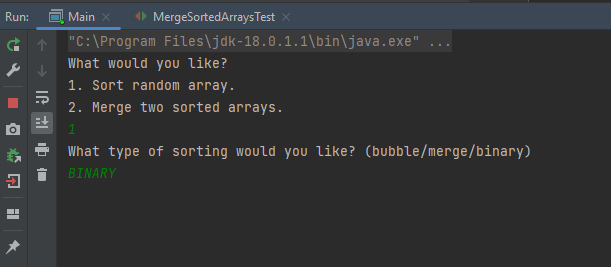 Run: Main MergeSortedArraysTest
"C:\Program Files\jdk-18.0.1.1\bin\java.exe" ...
What would you like?
1. Sort random array.
2. Merge two sorted arrays.
1
What type of sorting would you like? (bubble/merge/binary)
BINARY